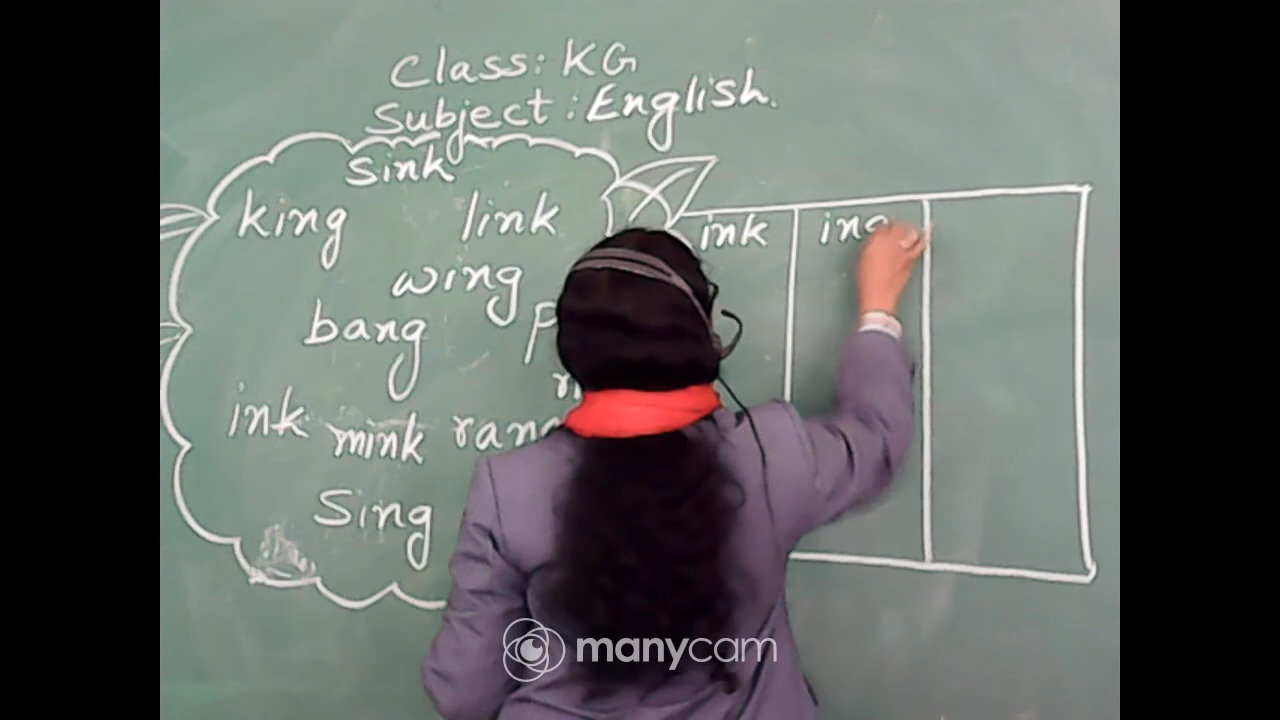 Class: KG
Subject: English.
sink
king link
ink
wing
bang
ink mink
Sing
manycam